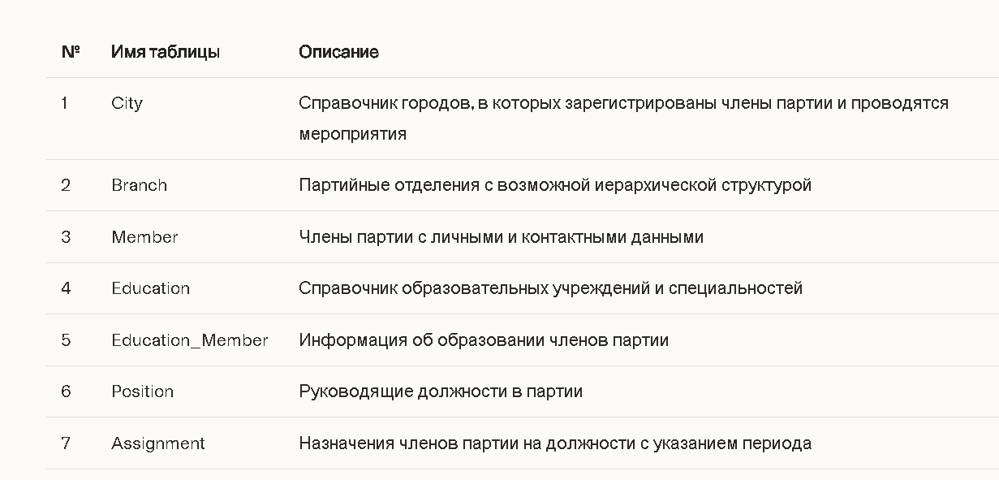 № Имя таблицы Описание
1 City Справочник городов, в которых зарегистрированы члены партии и проводятся
мероприятия
2 Branch Партийные отделения с возможной иерархической структурой
3 Member Члены партии с личными и контактными данными
4 Education Справочник образовательных учреждений и специальностей
5 Education_Member Информация об образовании членов партии
6 Position Руководящие должности в партии
7 Assignment Назначения членов партии на должности с указанием периода